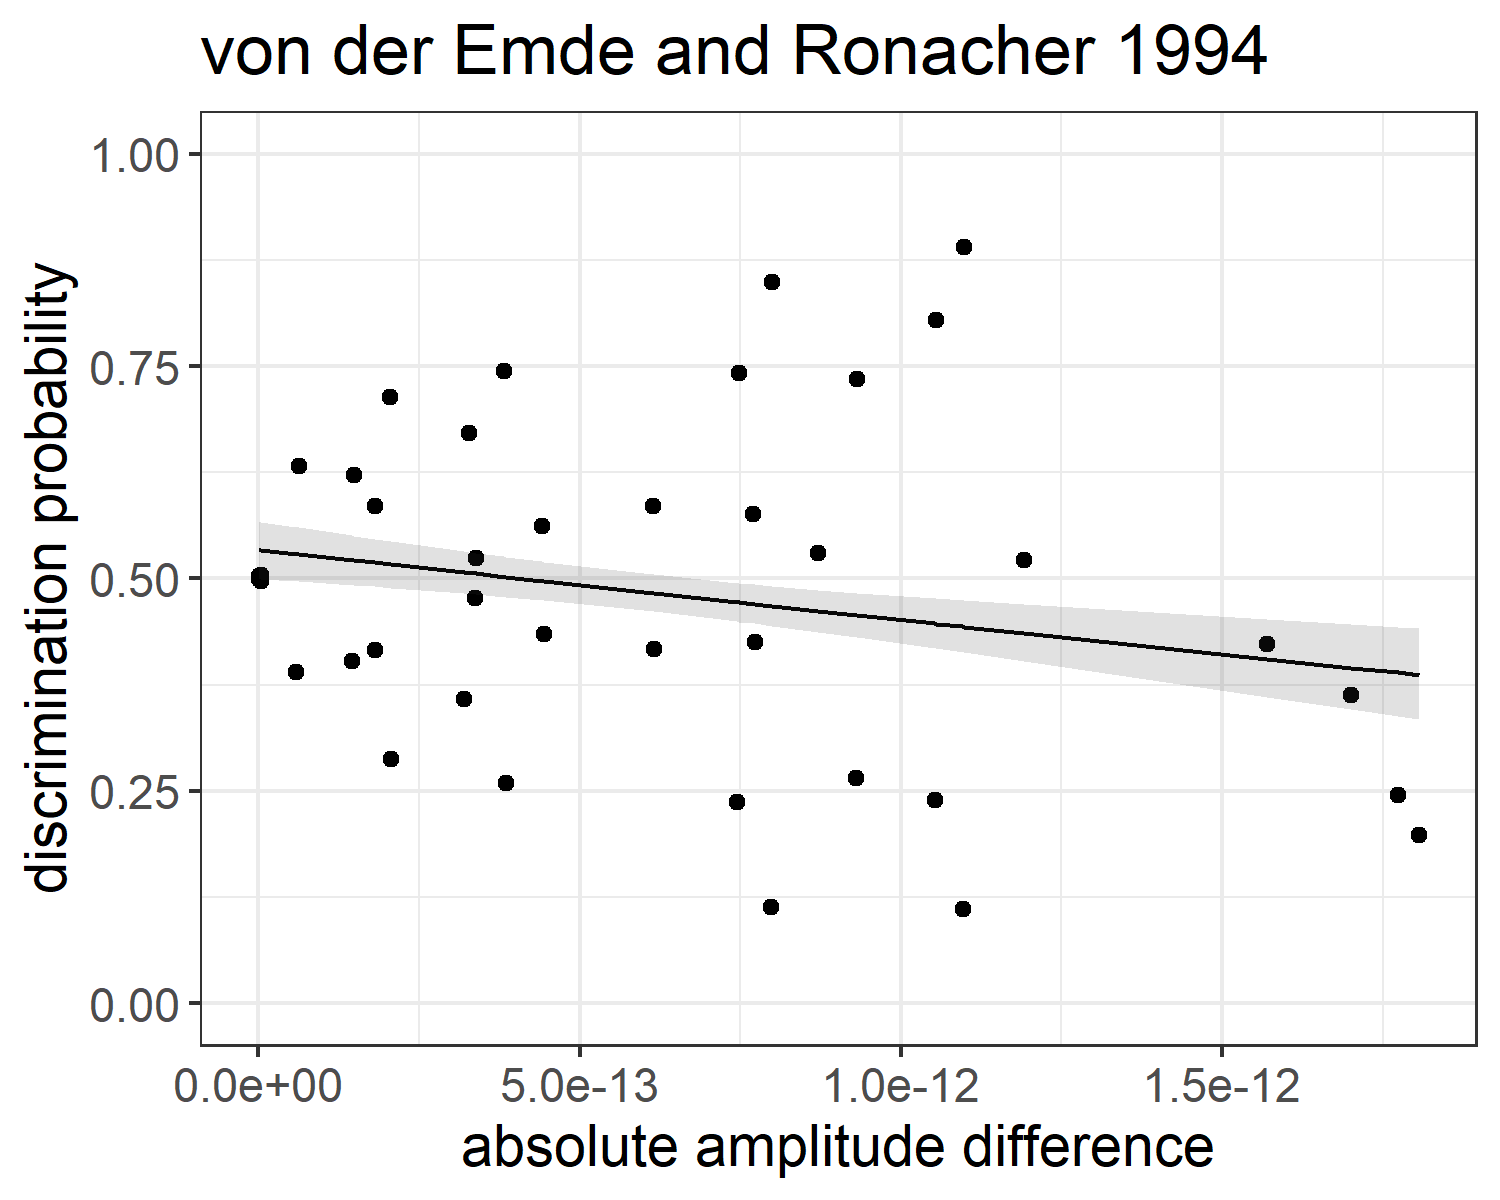 von der Emde and Ronacher 1994
discrimination probability
1.00
0.75
0.50
0.25
0.00
0.0e+00 5.0e-13 1.0e-12 1.5e-12
absolute amplitude difference